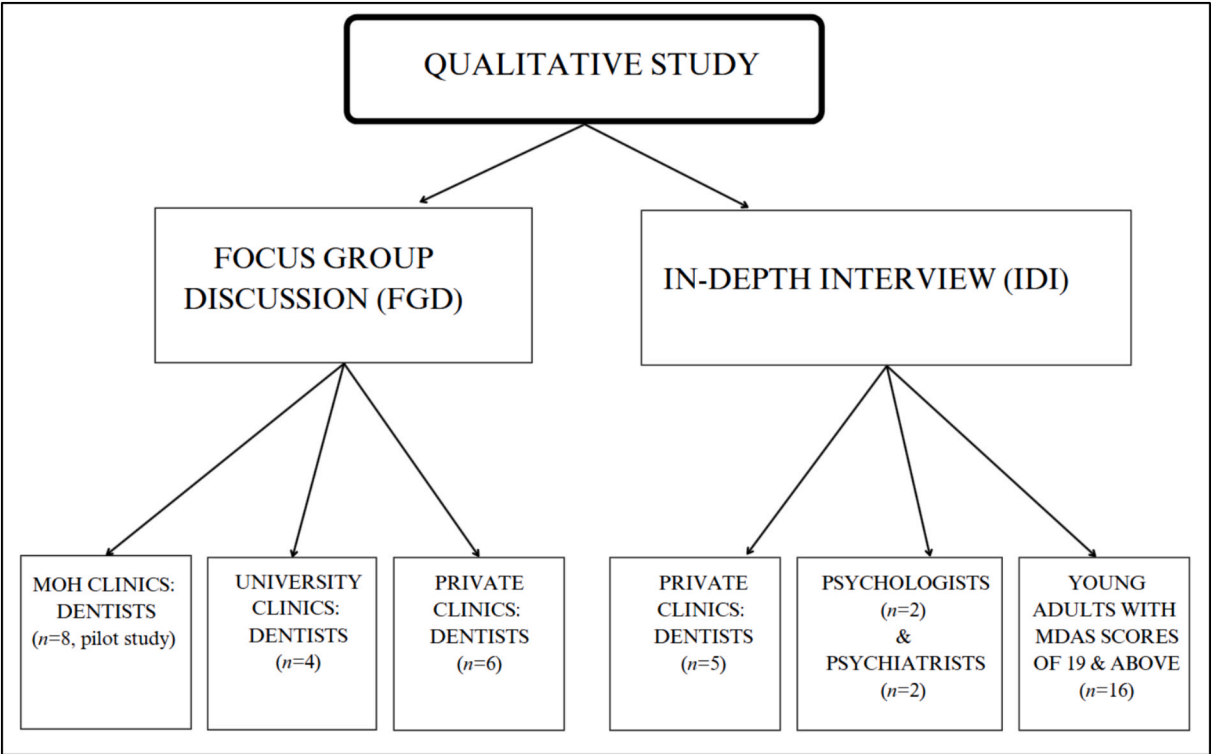 QUALITATIVE STUDY
FOCUS GROUP
DISCUSSION (FGD)
IN-DEPTH INTERVIEW (IDI)
MOH CLINICS:
DENTISTS
(n=8, pilot study)
UNIVERSITY
CLINICS:
DENTISTS
(n=4)
PRIVATE
CLINICS:
DENTISTS
(n=6)
PRIVATE
CLINICS:
DENTISTS
(n=5)
PSYCHOLOGISTS
(n=2)
&
PSYCHIATRISTS
(n=2)
YOUNG
ADULTS WITH
MDAS SCORES
OF 19 & ABOVE
(n=16)